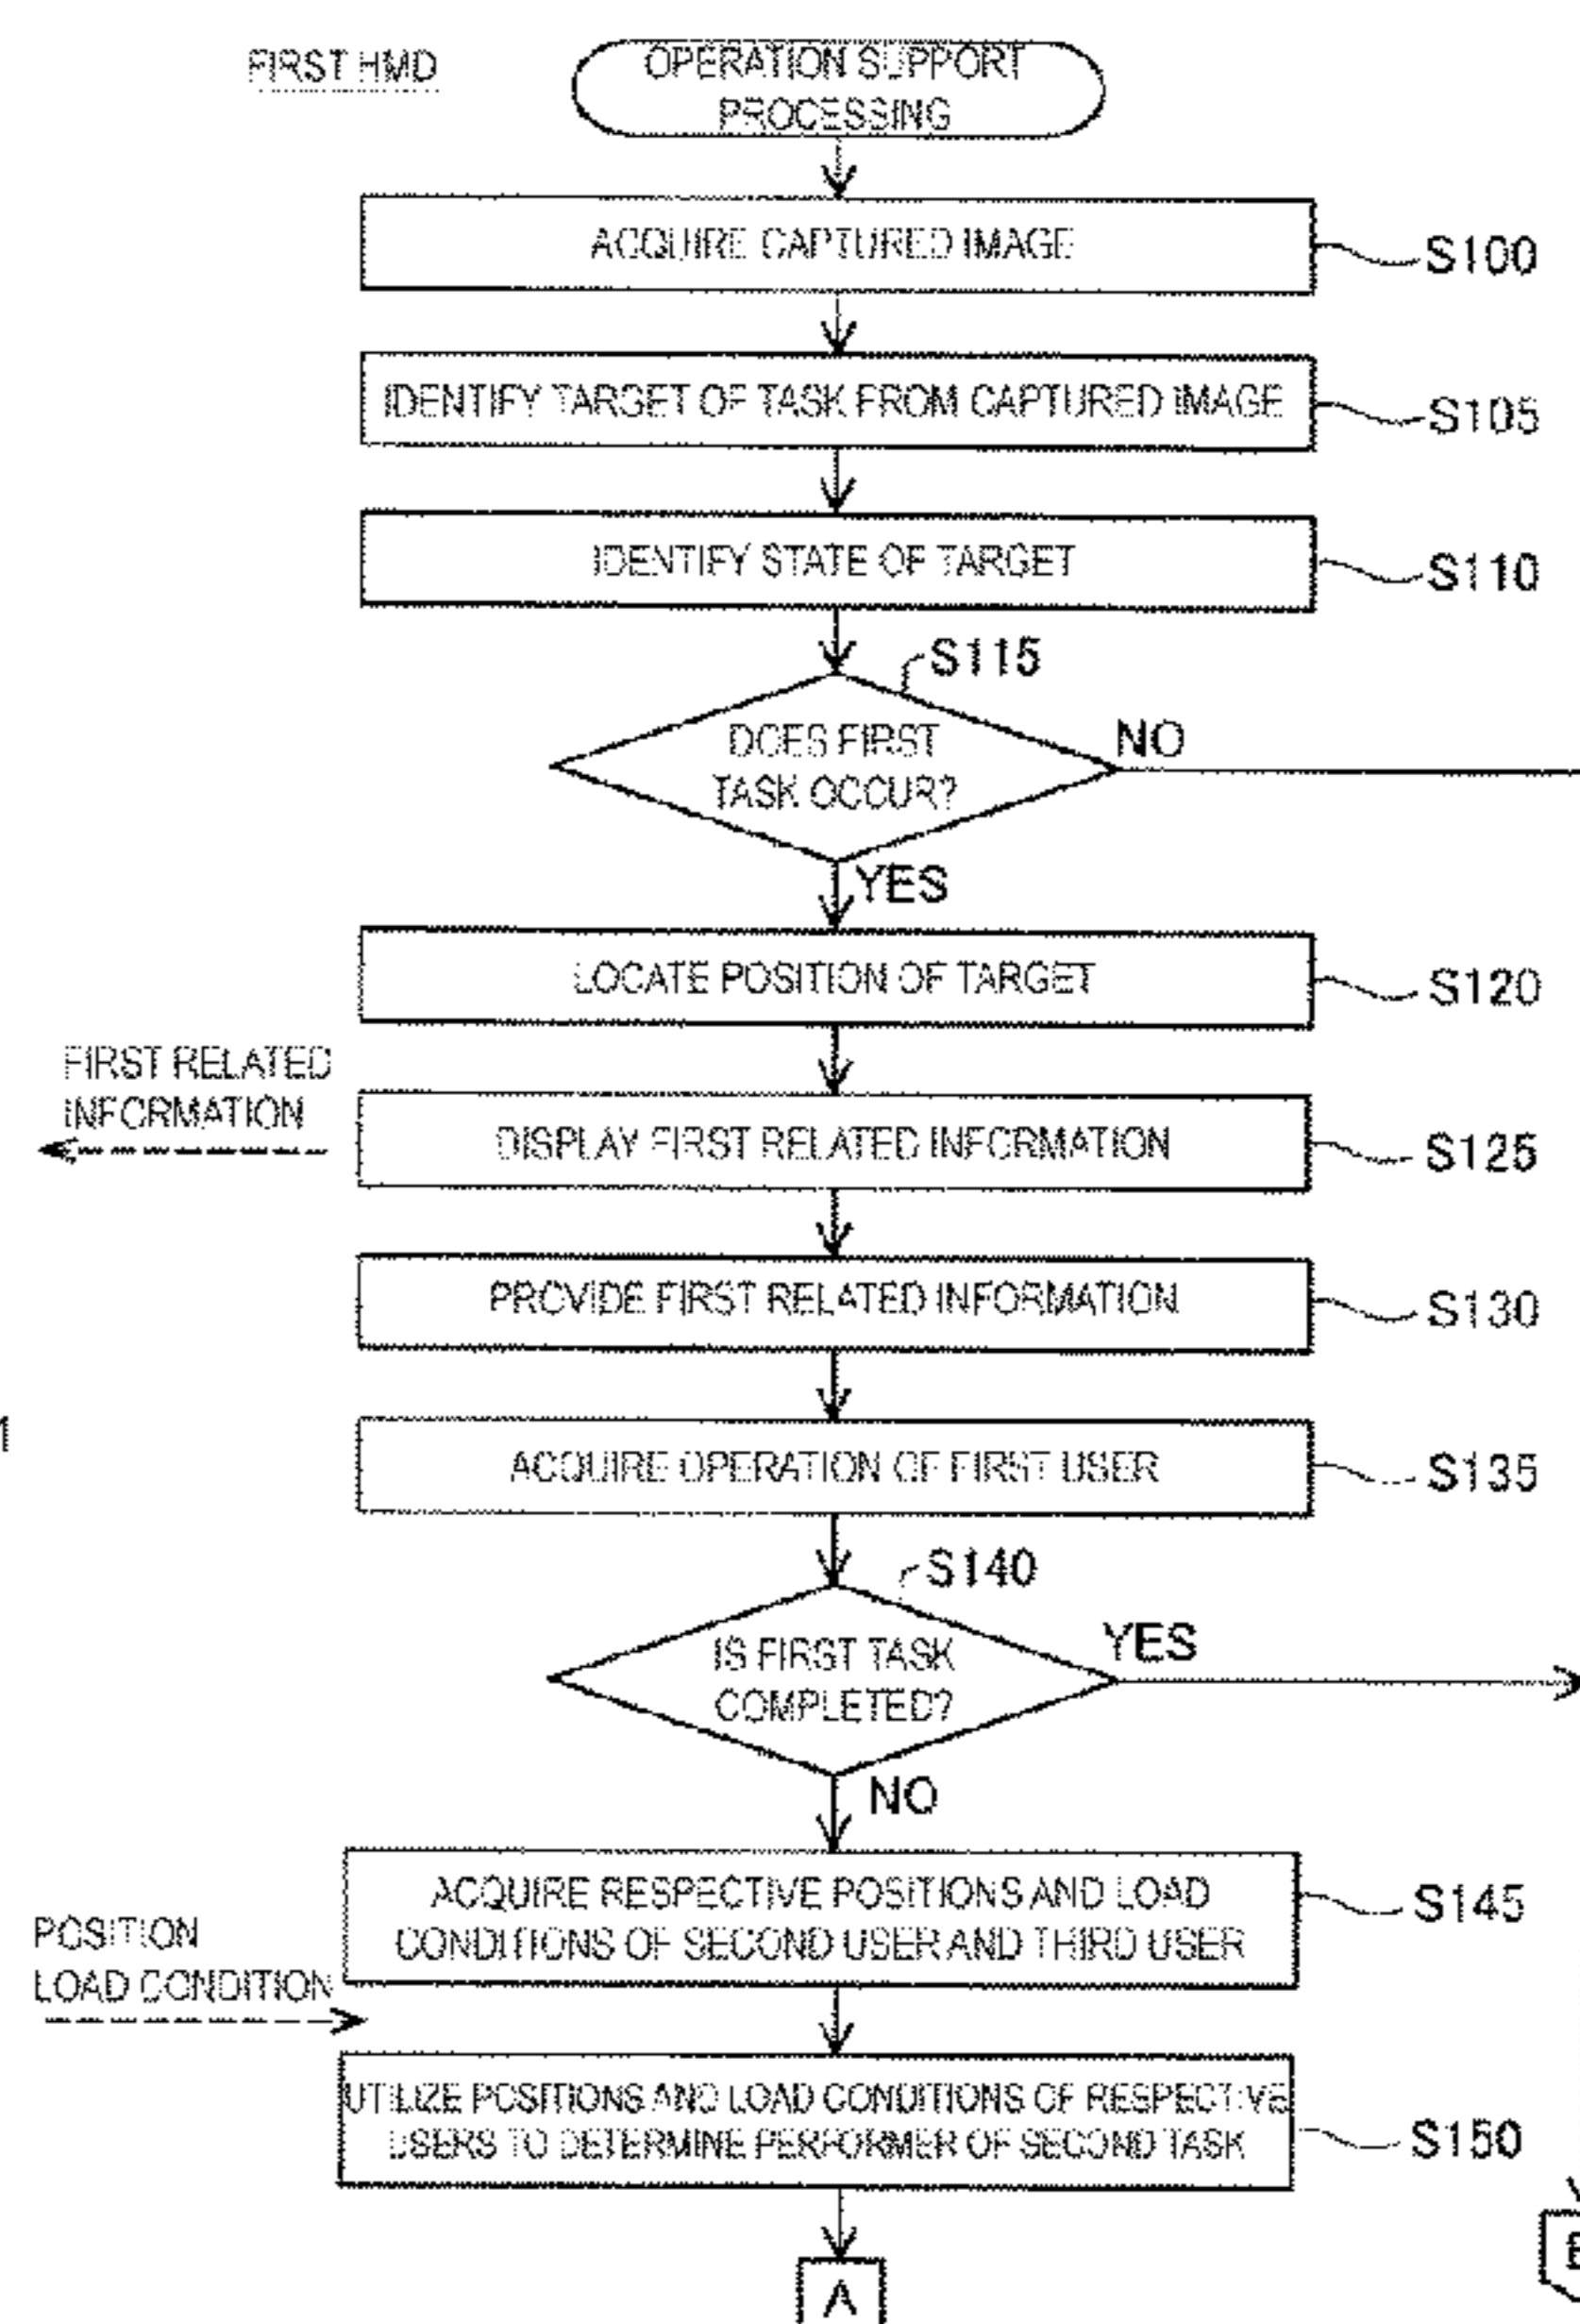 FIRST HMD
OPERATION SUPPORT
PROCESSING
ACQUIRE CAPTURED IMAGE
S100
IDENTIFY TARGET OF TASK FROM CAPTURED IMAGE
S105
IDENTIFY STATE OF TARGET
S110
S115
DOES FIRST
TASK OCCUR?
NO
YES
LOCATE POSITION OF TARGET
S120
FIRST RELATED
INFORMATION
DISPLAY FIRST RELATED INFORMATION
S125
PROVIDE FIRST RELATED INFORMATION
S130
ACQUIRE OPERATION OF FIRST USER
S135
S140
IS FIRST TASK
COMPLETED?
YES
NO
ACQUIRE RESPECTIVE POSITIONS AND LOAD
CONDITIONS OF SECOND USER AND THIRD USER
S145
POSITION
LOAD CONDITION
UTILIZE POSITIONS AND LOAD CONDITIONS OF RESPECTIVE
USERS TO DETERMINE PERFORMER OF SECOND TASK
S150
A